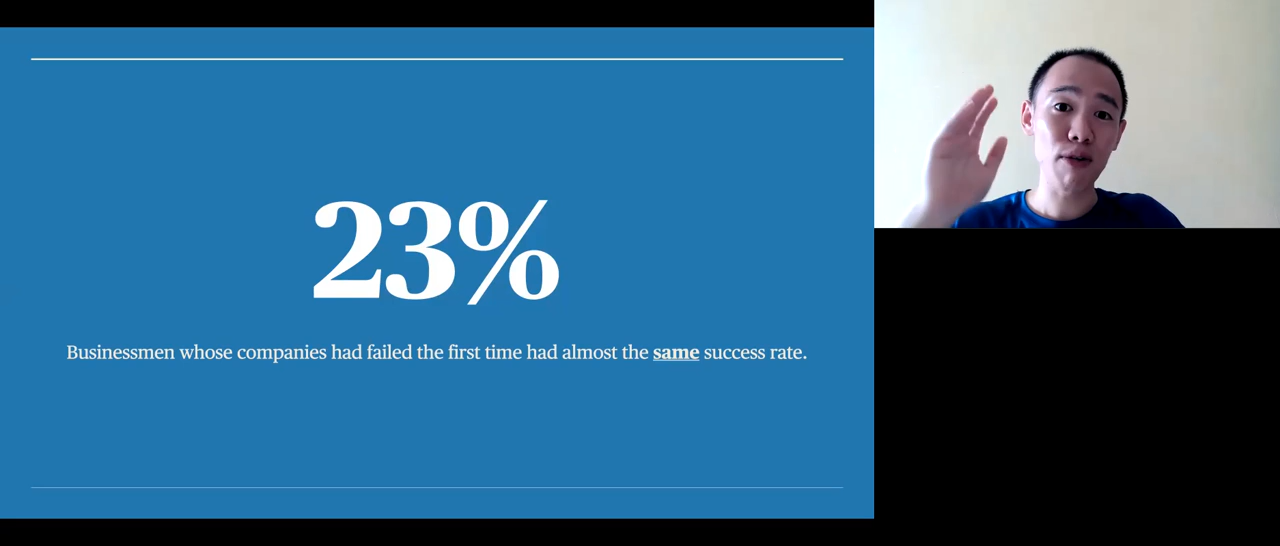 23%
Businessmen whose companies had failed the first time had almost the same success rate.